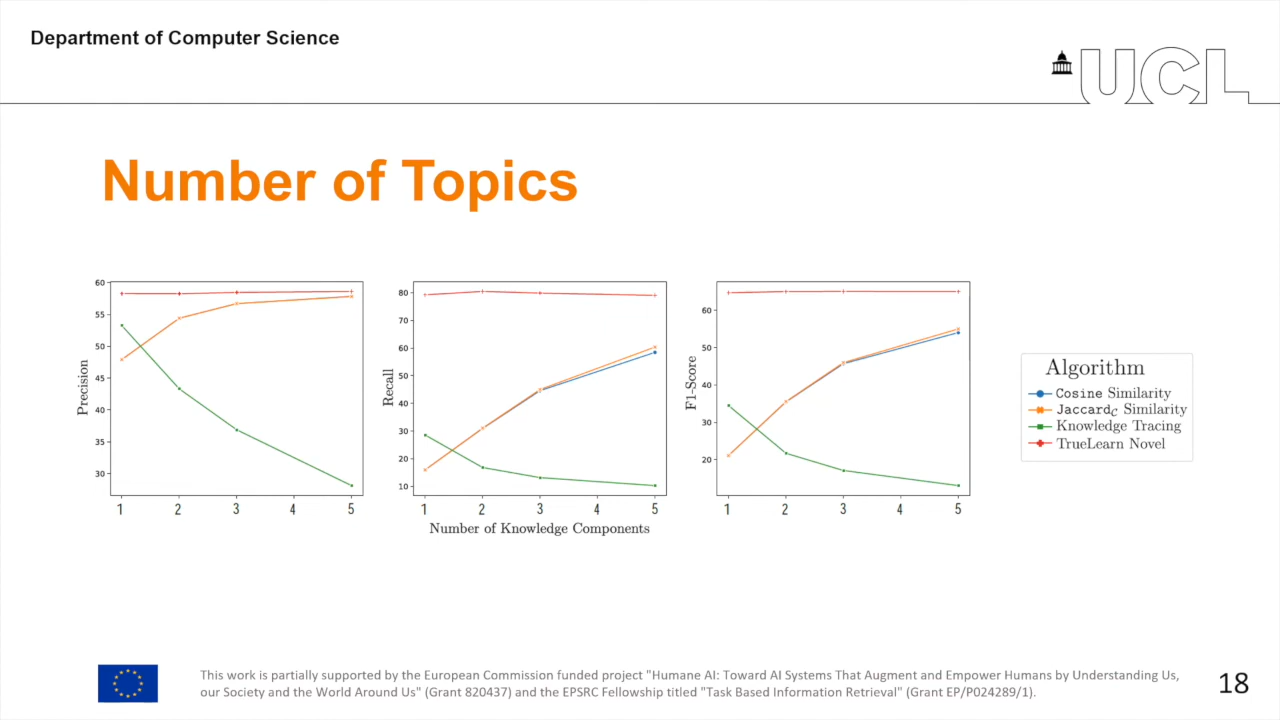 Department of Computer Science
UCL
Number of Topics
60
55
50
45
40
35
30
Precision
1 2 3 4 5
80
70
60
50
40
30
20
10
Recall
1 2 3 4 5
Number of Knowledge Components
60
50
40
30
20
F1-Score
1 2 3 4 5
Algorithm
Cosine Similarity
Jaccard𝒞 Similarity
Knowledge Tracing
TrueLearn Novel
This work is partially supported by the European Commission funded project "Humane AI: Toward AI Systems That Augment and Empower Humans by Understanding Us,
our Society and the World Around Us" (Grant 820437) and the EPSRC Fellowship titled "Task Based Information Retrieval" (Grant EP/P024289/1).
18